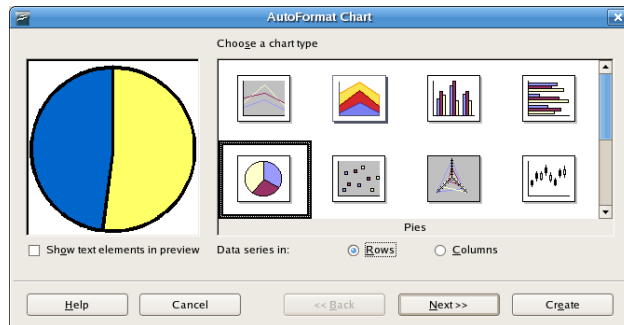 AutoFormat Chart
Choose a chart type
Pies
Show text elements in preview
Data series in: Rows Columns
Help Cancel << Back Next >> Create